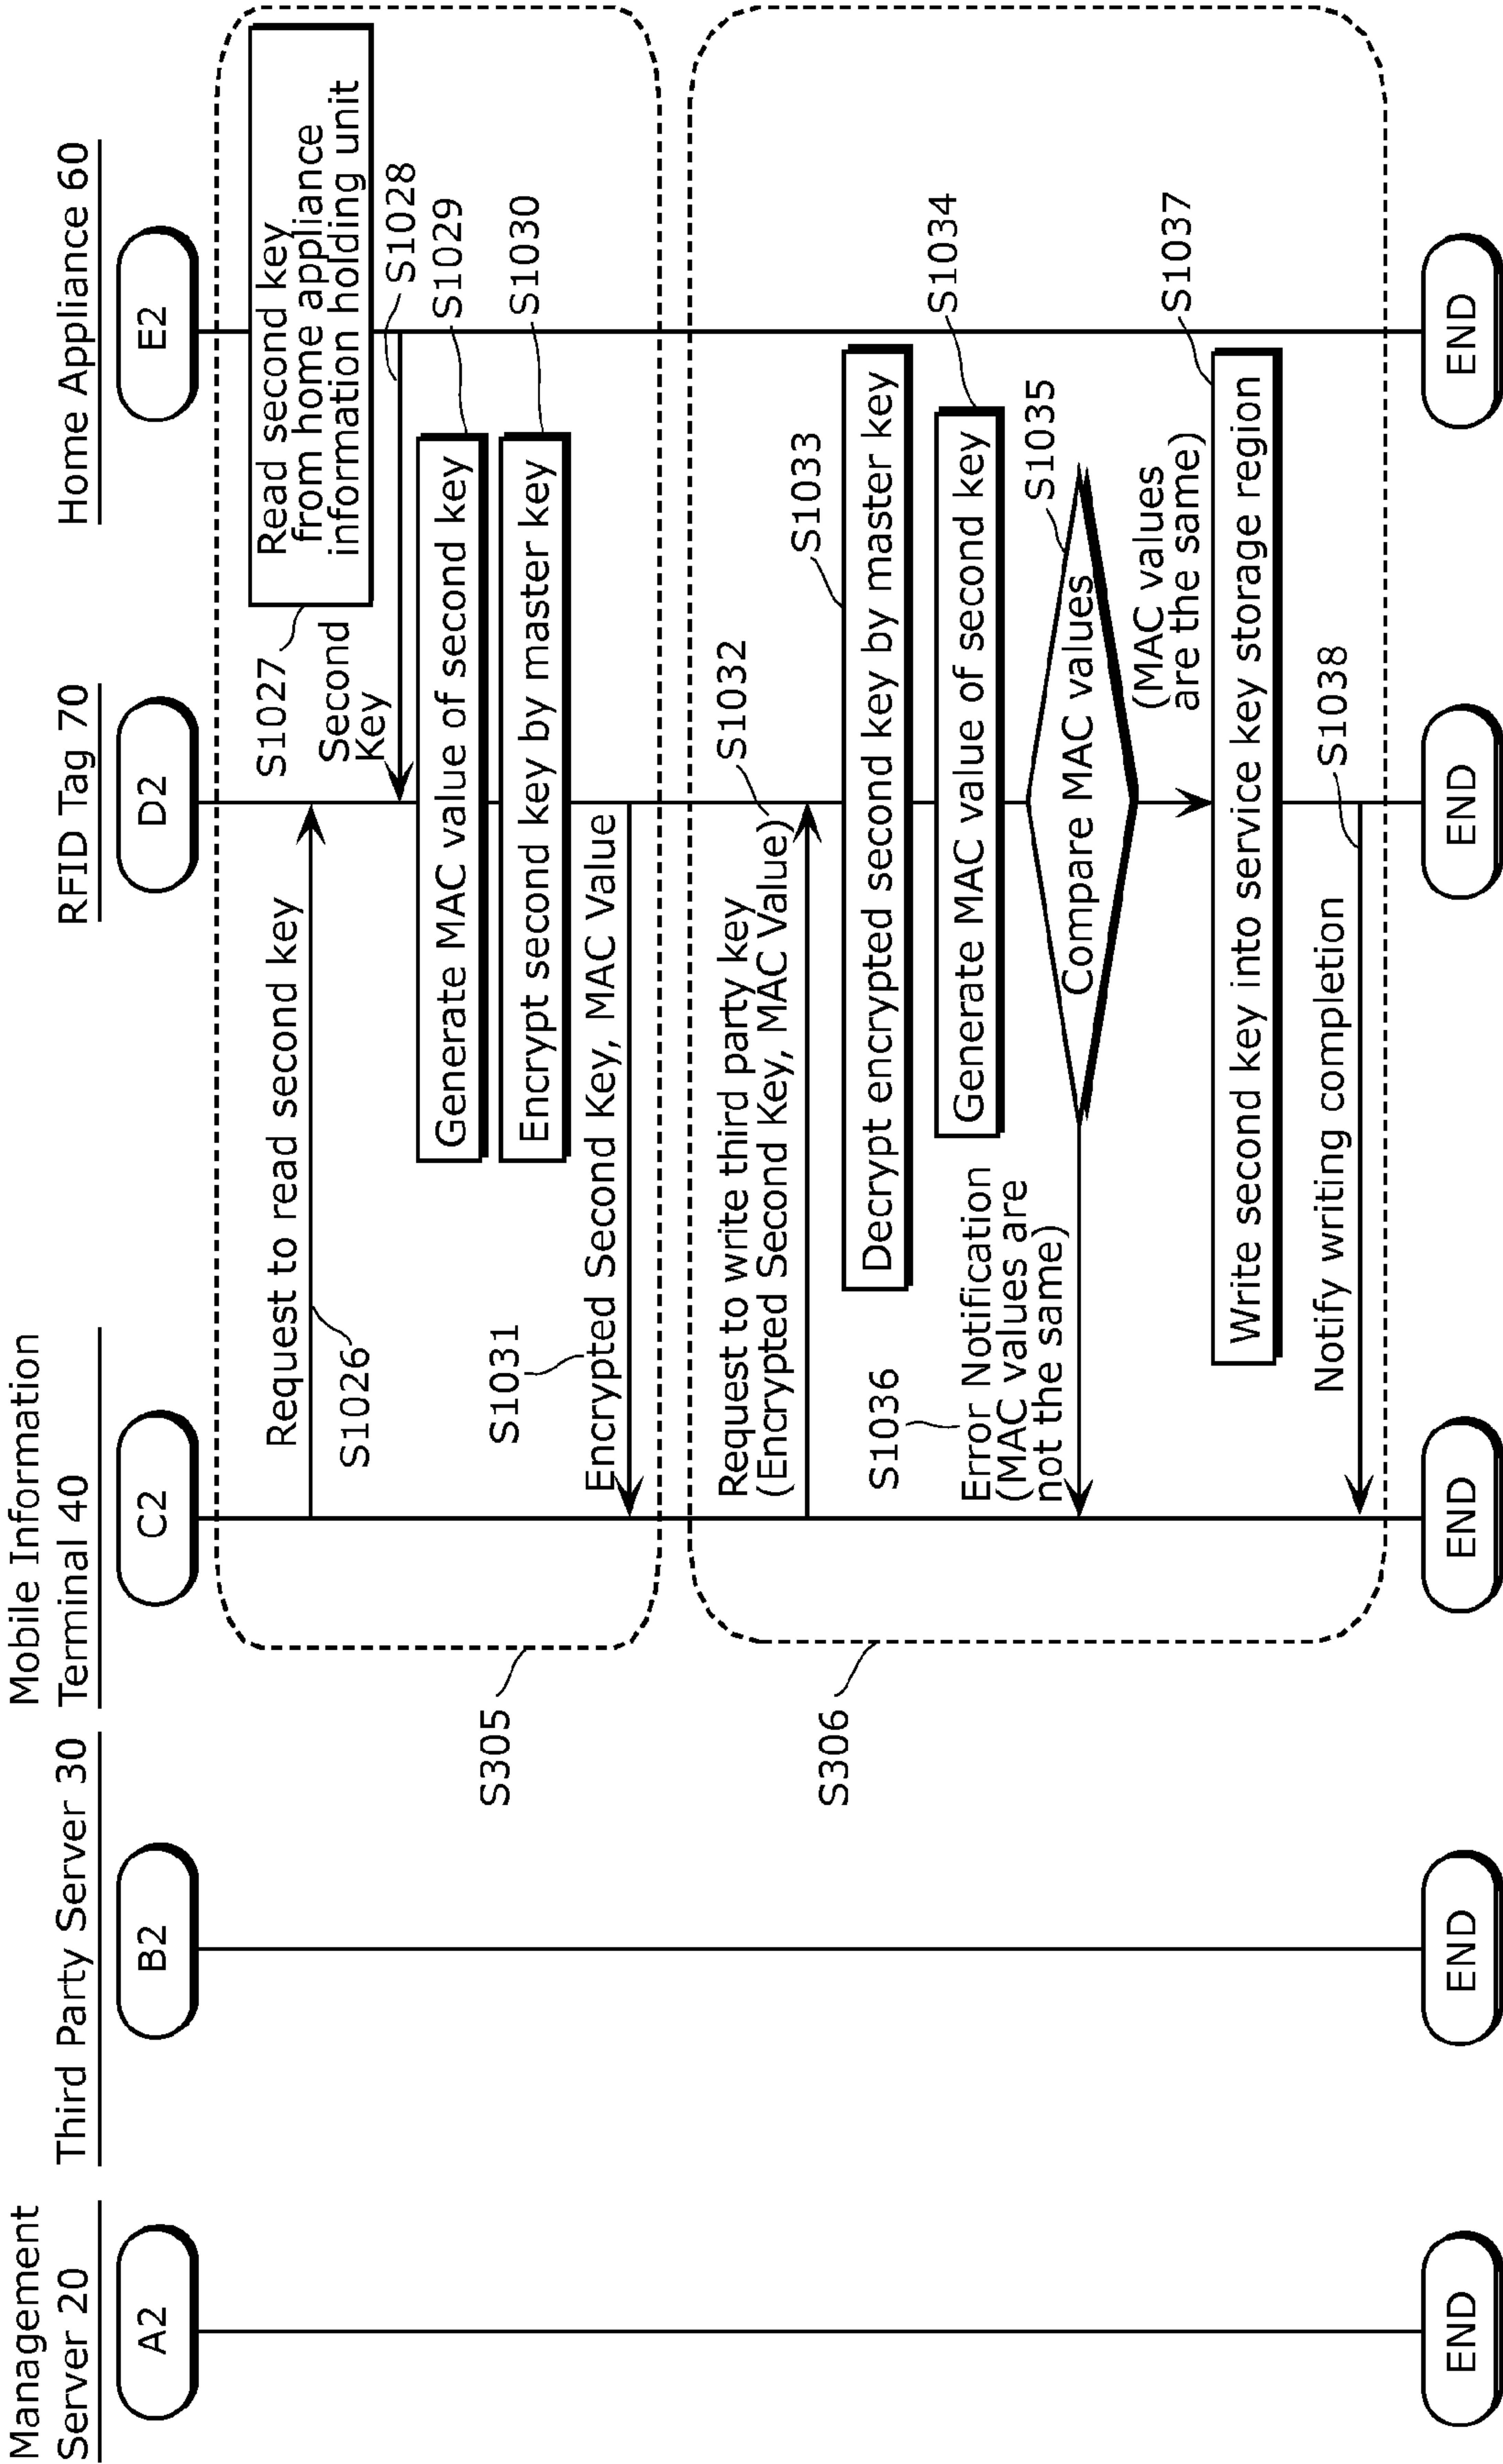 Management
Server 20
Third Party Server 30
Mobile Information
Terminal 40
RFID Tag 70
Home Appliance 60
A2
B2
C2
D2
E2
Request to read second key
S1026
S1027
Read second key
from home appliance
information holding unit
Second
Key
S1028
Generate MAC value of second key
S1029
Encrypt second key by master key
S1030
S1031
Encrypted Second Key, MAC Value
S305
Request to write third party key
(Encrypted Second Key, MAC Value)
S1032
Decrypt encrypted second key by master key
S1033
Generate MAC value of second key
S1034
Compare MAC values
S1035
S1036
Error Notification
(MAC values are
not the same)
(MAC values
are the same)
Write second key into service key storage region
S1037
Notify writing completion
S1038
S306
END
END
END
END
END